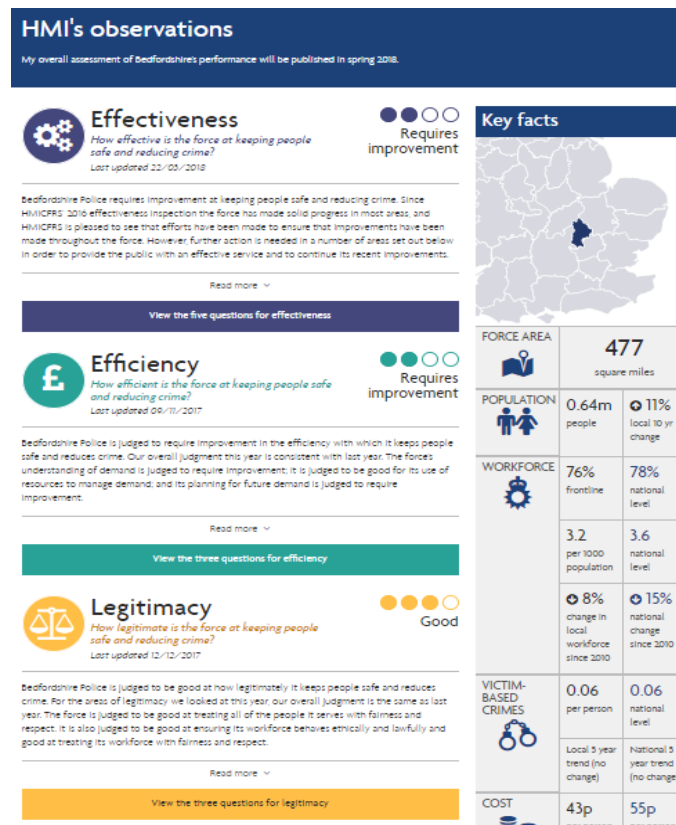 HMI's observations
My overall assessment of Bedfordshire's performance will be published in spring 2018.
Effectiveness
How effective is the force at keeping people
safe and reducing crime?
Last updated 22/03/2018
Requires
improvement
Bedfordshire Police requires improvement at keeping people safe and reducing crime. Since
HMICFRS' 2016 effectiveness inspection the force has made solid progress in most areas, and
HMICFRS is pleased to see that efforts have been made to ensure that improvements have been
made throughout the force. However, further action is needed in a number of areas set out below
in order to provide the public with an effective service and to continue its recent improvements.
Read more
View the five questions for effectiveness
£
Efficiency
How efficient is the force at keeping people safe
and reducing crime?
Last updated 09/11/2017
Requires
improvement
Bedfordshire Police is judged to require improvement in the efficiency with which it keeps people
safe and reduces crime. Our overall judgment this year is consistent with last year. The force's
understanding of demand is judged to require improvement; it is judged to be good for its use of
resources to manage demand; and its planning for future demand is judged to require
improvement.
Read more
View the three questions for efficiency
Legitimacy
How legitimate is the force at keeping people
safe and reducing crime?
Last updated 12/12/2017
Good
Bedfordshire Police is judged to be good at how legitimately it keeps people safe and reduces
crime. For the areas of legitimacy we looked at this year, our overall judgment is the same as last
year. The force is judged to be good at treating all of the people it serves with fairness and
respect. It is also judged to be good at ensuring its workforce behaves ethically and lawfully and
good at treating its workforce with fairness and respect.
Read more
View the three questions for legitimacy
Key facts
FORCE AREA
477
square miles
POPULATION
0.64m
people
11%
local 10 yr
change
WORKFORCE
76%
frontline
78%
national
level
3.2
per 1000
population
3.6
national
level
8%
change in
local
workforce
since 2010
15%
national
change
since 2010
VICTIM-
BASED
CRIMES
0.06
per person
0.06
national
level
Local 5 year
trend (no
change)
National 5
year trend
(no change
COST
43p
55p